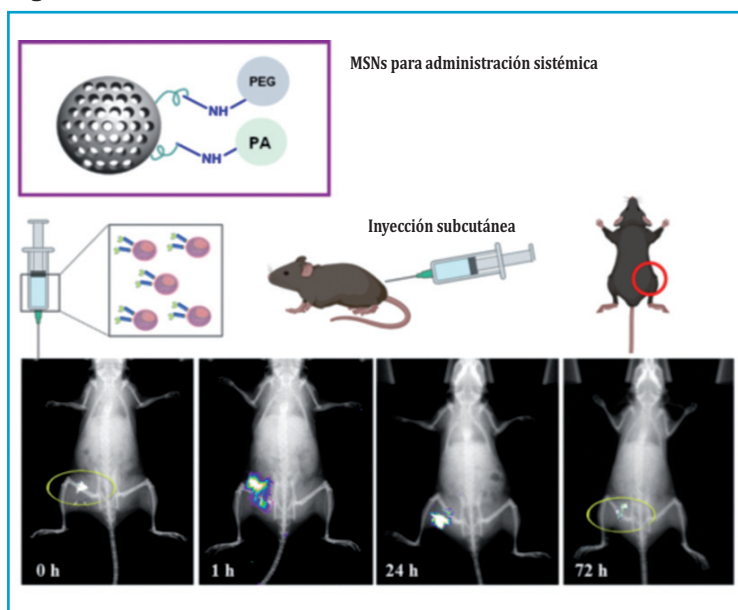 MSNs para administración sistémica
PEG
NH
PA
NH
Inyección subcutánea
0 h
1 h
24 h
72 h